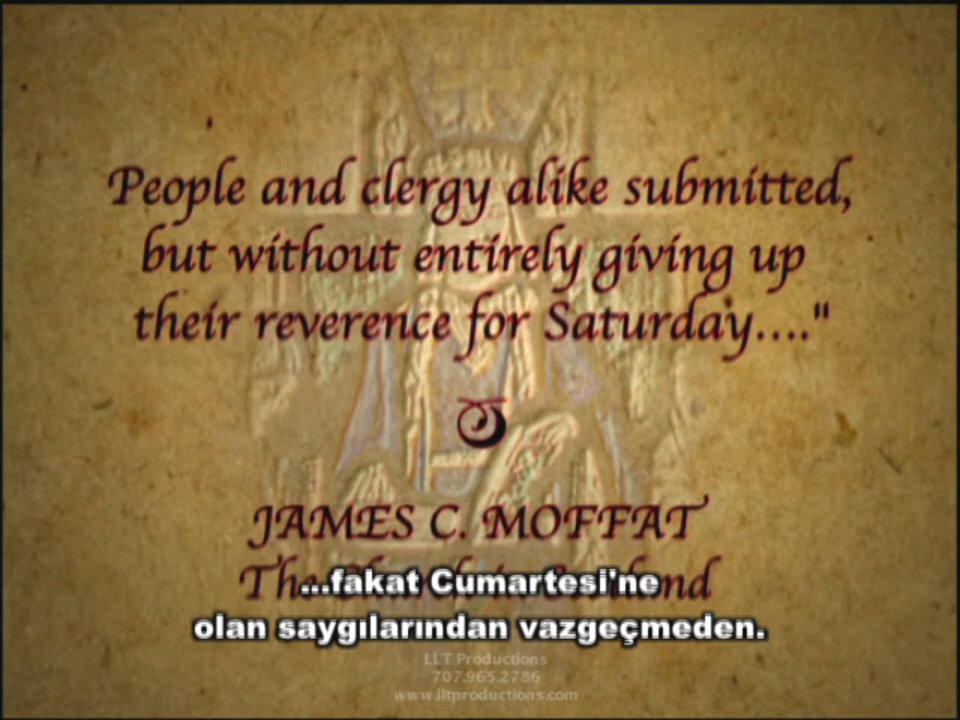 People and clergy alike submitted,
but without entirely giving up
their reverence for Saturday...."
JAMES C. MOFFAT
The
...fakat Cumartesi'ne
olan saygılarından vazgeçmeden.
LLT Productions
707.965.2786
www.lltproductions.com